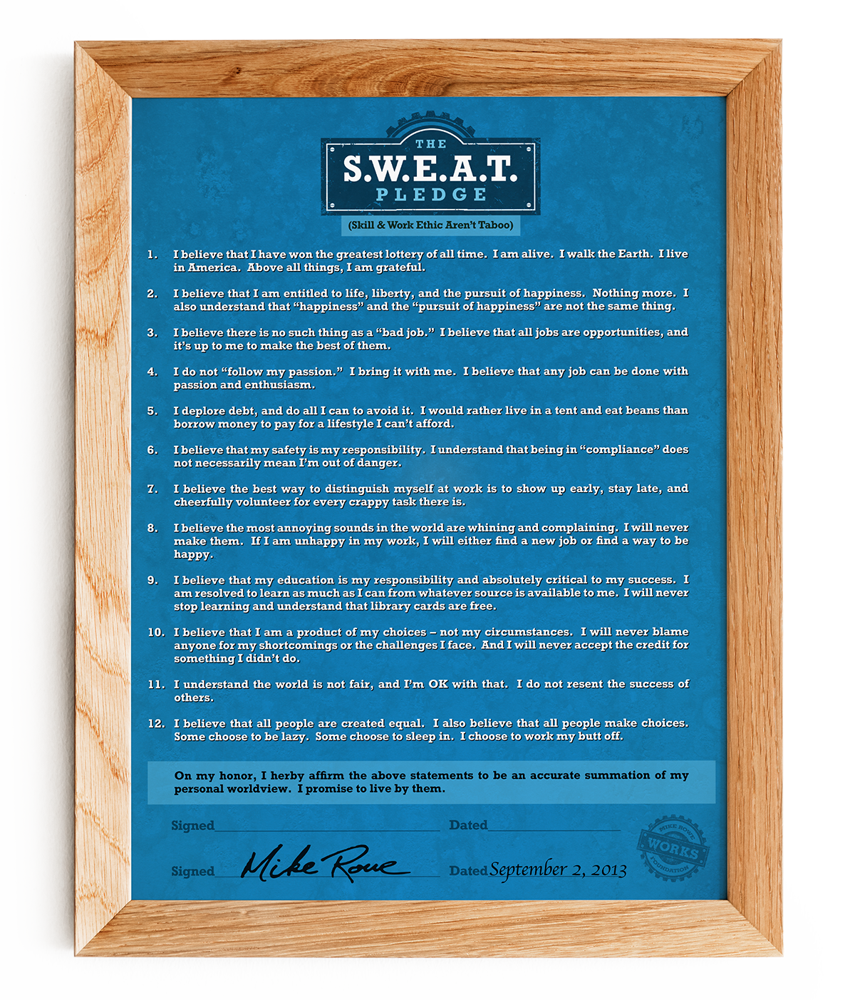 THE
S.W.E.A.T.
PLEDGE
(Skill & Work Ethic Aren't Taboo)
1. I believe that I have won the greatest lottery of all time. I am alive. I walk the Earth. I live
in America. Above all things, I am grateful.
2. I believe that I am entitled to life, liberty, and the pursuit of happiness. Nothing more. I
also understand that “happiness” and the “pursuit of happiness” are not the same thing.
3. I believe there is no such thing as a “bad job.” I believe that all jobs are opportunities, and
it's up to me to make the best of them.
4. I do not “follow my passion.” I bring it with me. I believe that any job can be done with
passion and enthusiasm.
5. I deplore debt, and do all I can to avoid it. I would rather live in a tent and eat beans than
borrow money to pay for a lifestyle I can't afford.
6. I believe that my safety is my responsibility. I understand that being in “compliance” does
not necessarily mean I'm out of danger.
7. I believe the best way to distinguish myself at work is to show up early, stay late, and
cheerfully volunteer for every crappy task there is.
8. I believe the most annoying sounds in the world are whining and complaining. I will never
make them. If I am unhappy in my work, I will either find a new job or find a way to be
happy.
9. I believe that my education is my responsibility and absolutely critical to my success. I
am resolved to learn as much as I can from whatever source is available to me. I will never
stop learning and understand that library cards are free.
10. I believe that I am a product of my choices – not my circumstances. I will never blame
anyone for my shortcomings or the challenges I face. And I will never accept the credit for
something I didn't do.
11. I understand the world is not fair, and I'm OK with that. I do not resent the success of
others.
12. I believe that all people are created equal. I also believe that all people make choices.
Some choose to be lazy. Some choose to sleep in. I choose to work my butt off.
On my honor, I herby affirm the above statements to be an accurate summation of my
personal worldview. I promise to live by them.
Signed Dated
Signed Mike Rowe Dated September 2, 2013
MIKE ROWE
WORKS
FOUNDATION